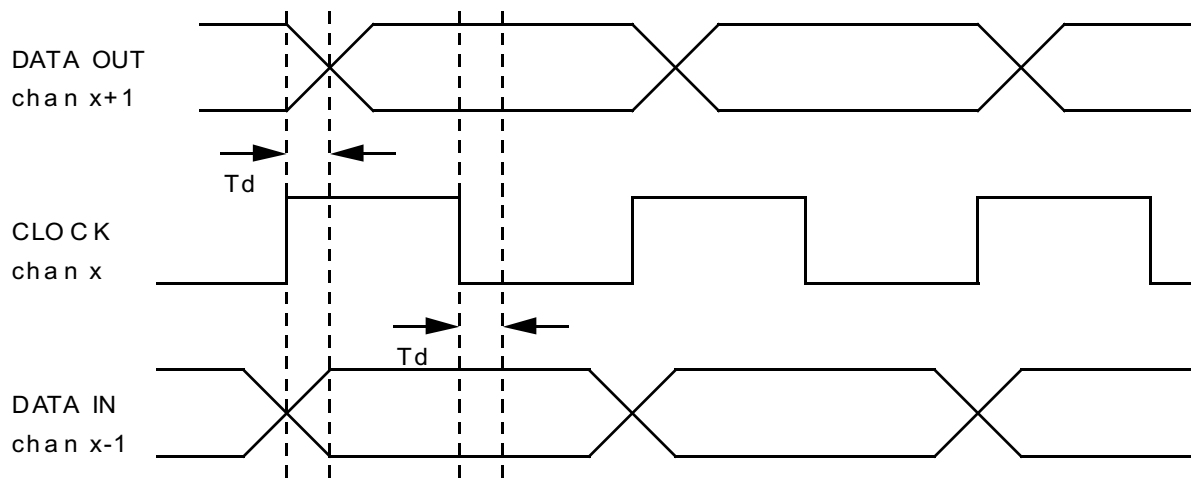 DATA OUT
chan x+1
Td
CLOCK
chan x
Td
DATA IN
chan x-1